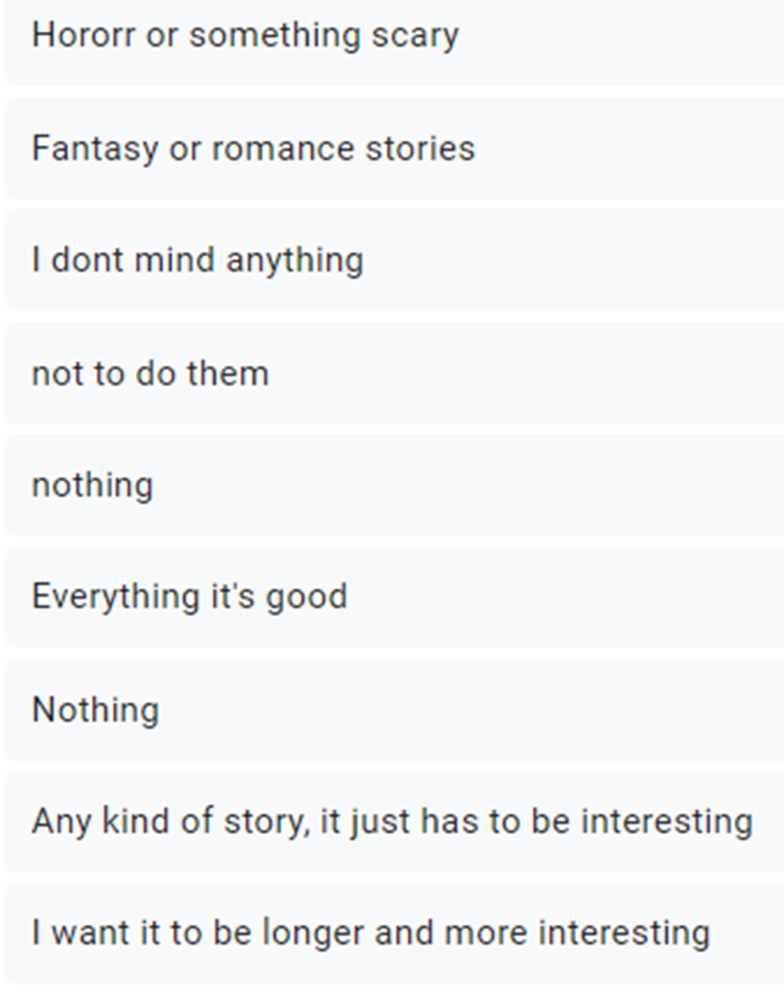 Hororr or something scary
Fantasy or romance stories
I dont mind anything
not to do them
nothing
Everything it's good
Nothing
Any kind of story, it just has to be interesting
I want it to be longer and more interesting